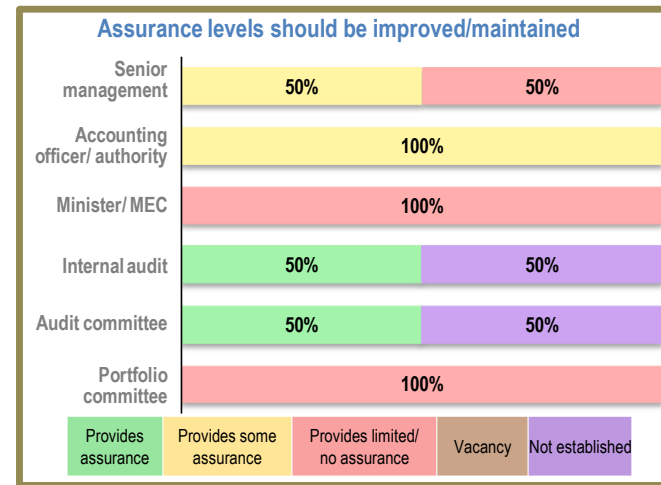 Assurance levels should be improved/maintained
Senior
management
50%
50%
Accounting
officer/ authority
100%
Minister/ MEC
100%
Internal audit
50%
50%
Audit committee
50%
50%
Portfolio
committee
100%
Provides
assurance
Provides some
assurance
Provides limited/
no assurance
Vacancy
Not established